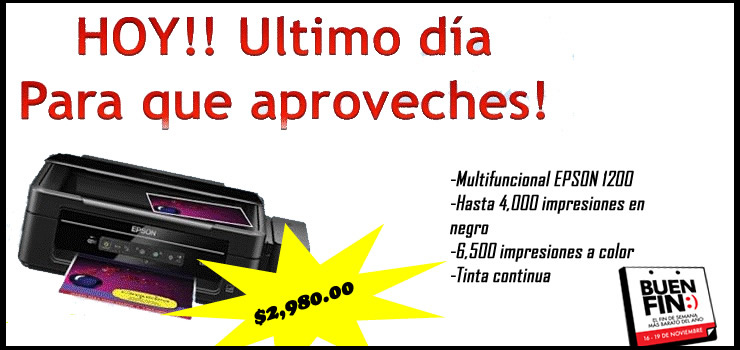 HOY!! Ultimo día
Para que aproveches!
-Multifuncional EPSON 1200
-Hasta 4,000 impresiones en
negro
-6,500 impresiones a color
-Tinta continua
EPSON
$2,980.00
BUEN
FIN
EL FIN DE SEMANA
MÁS BARATO DEL AÑO
16 - 19 DE NOVIEMBRE